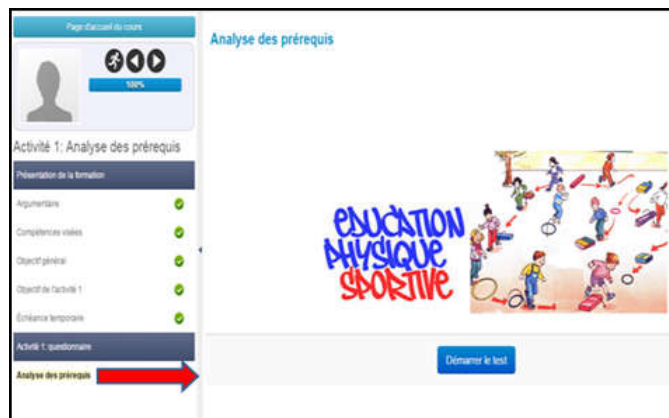 Page d'accueil du cours
100%
Activité 1: Analyse des prérequis
Présentation de la formation
Argumentaire
Compétences visées
Objectif général
Objectif de l'activité 1
Échéance temporaire
Activité 1: questionnaire
Analyse des prérequis
Analyse des prérequis
EDUCATION
PHYSIQUE
SPORTIVE
Démarrer le test